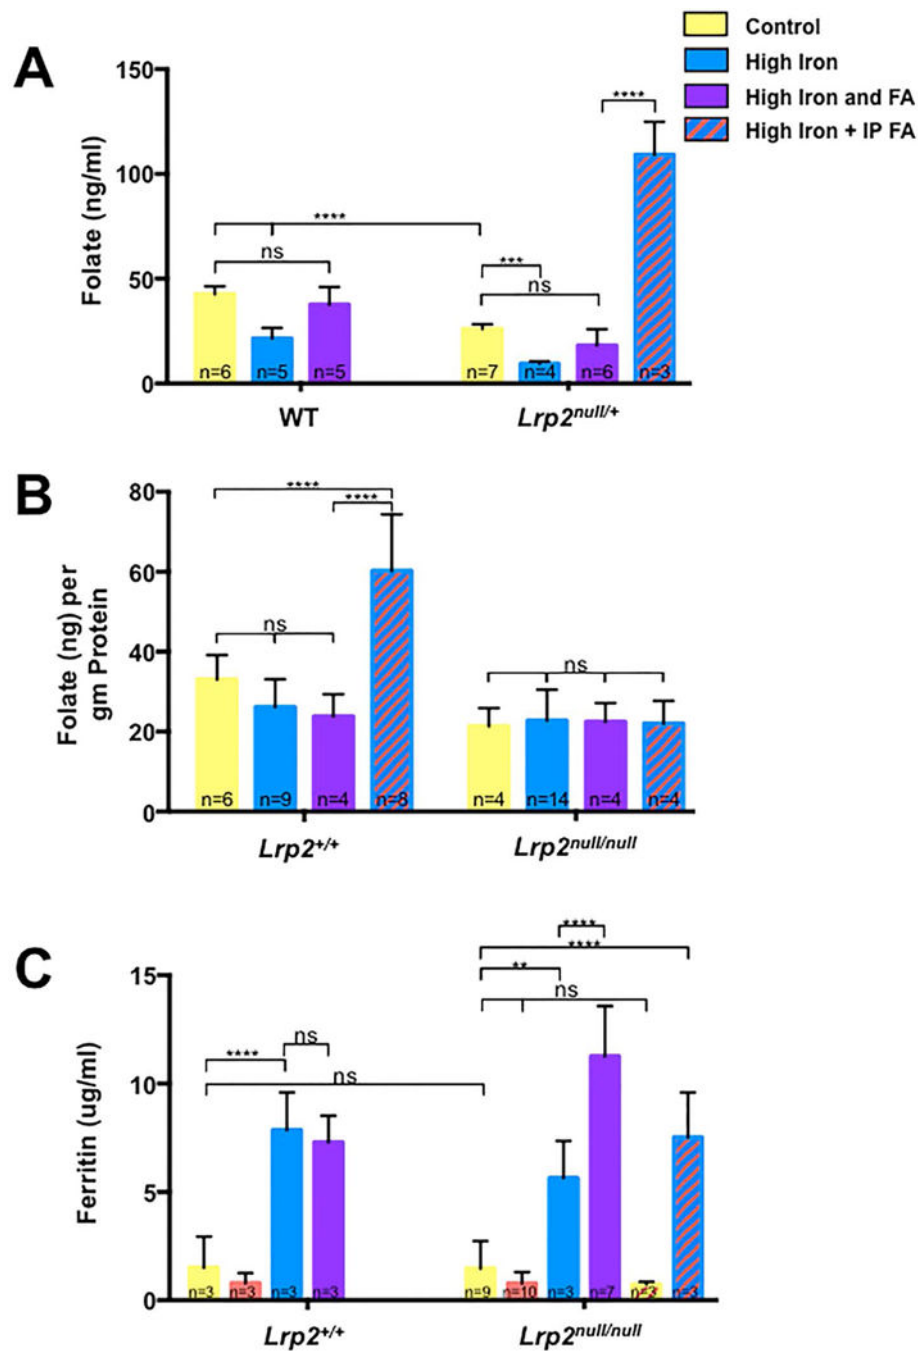 Control
High Iron
High Iron and FA
High Iron + IP FA
A
Folate (ng/ml)
150
100
50
0
****
ns
****
***
ns
****
n=6
n=5
n=5
n=7
n=4
n=6
n=3
WT
Lrp2null/+
B
Folate (ng) per
gm Protein
80
60
40
20
0
****
****
ns
ns
n=6
n=9
n=4
n=8
n=4
n=14
n=4
n=4
Lrp2+/+
Lrp2null/null
C
Ferritin (ug/ml)
15
10
5
0
****
ns
ns
****
****
**
ns
n=3
n=3
n=3
n=3
n=9
n=10
n=3
n=7
n=3
n=3
Lrp2+/+
Lrp2null/null